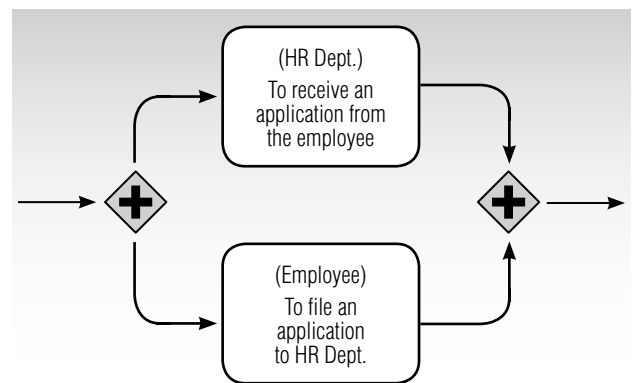 (HR Dept.)
To receive an
application from
the employee
(Employee)
To file an
application
to HR Dept.